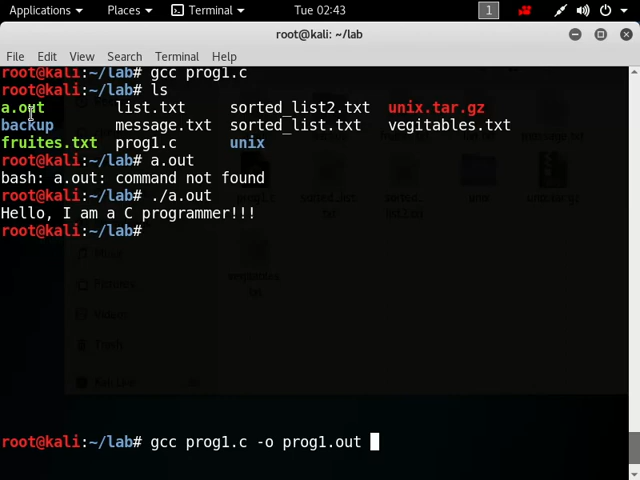 Applications Places Terminal Tue 02:43 1
root@kali: ~/lab
File Edit View Search Terminal Help
root@kali:~/lab# gcc prog1.c
root@kali:~/lab# ls
a.out list.txt sorted_list2.txt unix.tar.gz
backup message.txt sorted_list.txt vegitables.txt
fruites.txt prog1.c unix
root@kali:~/lab# a.out
bash: a.out: command not found
root@kali:~/lab# ./a.out
Hello, I am a C programmer!!!
root@kali:~/lab#
root@kali:~/lab# gcc prog1.c -o prog1.out